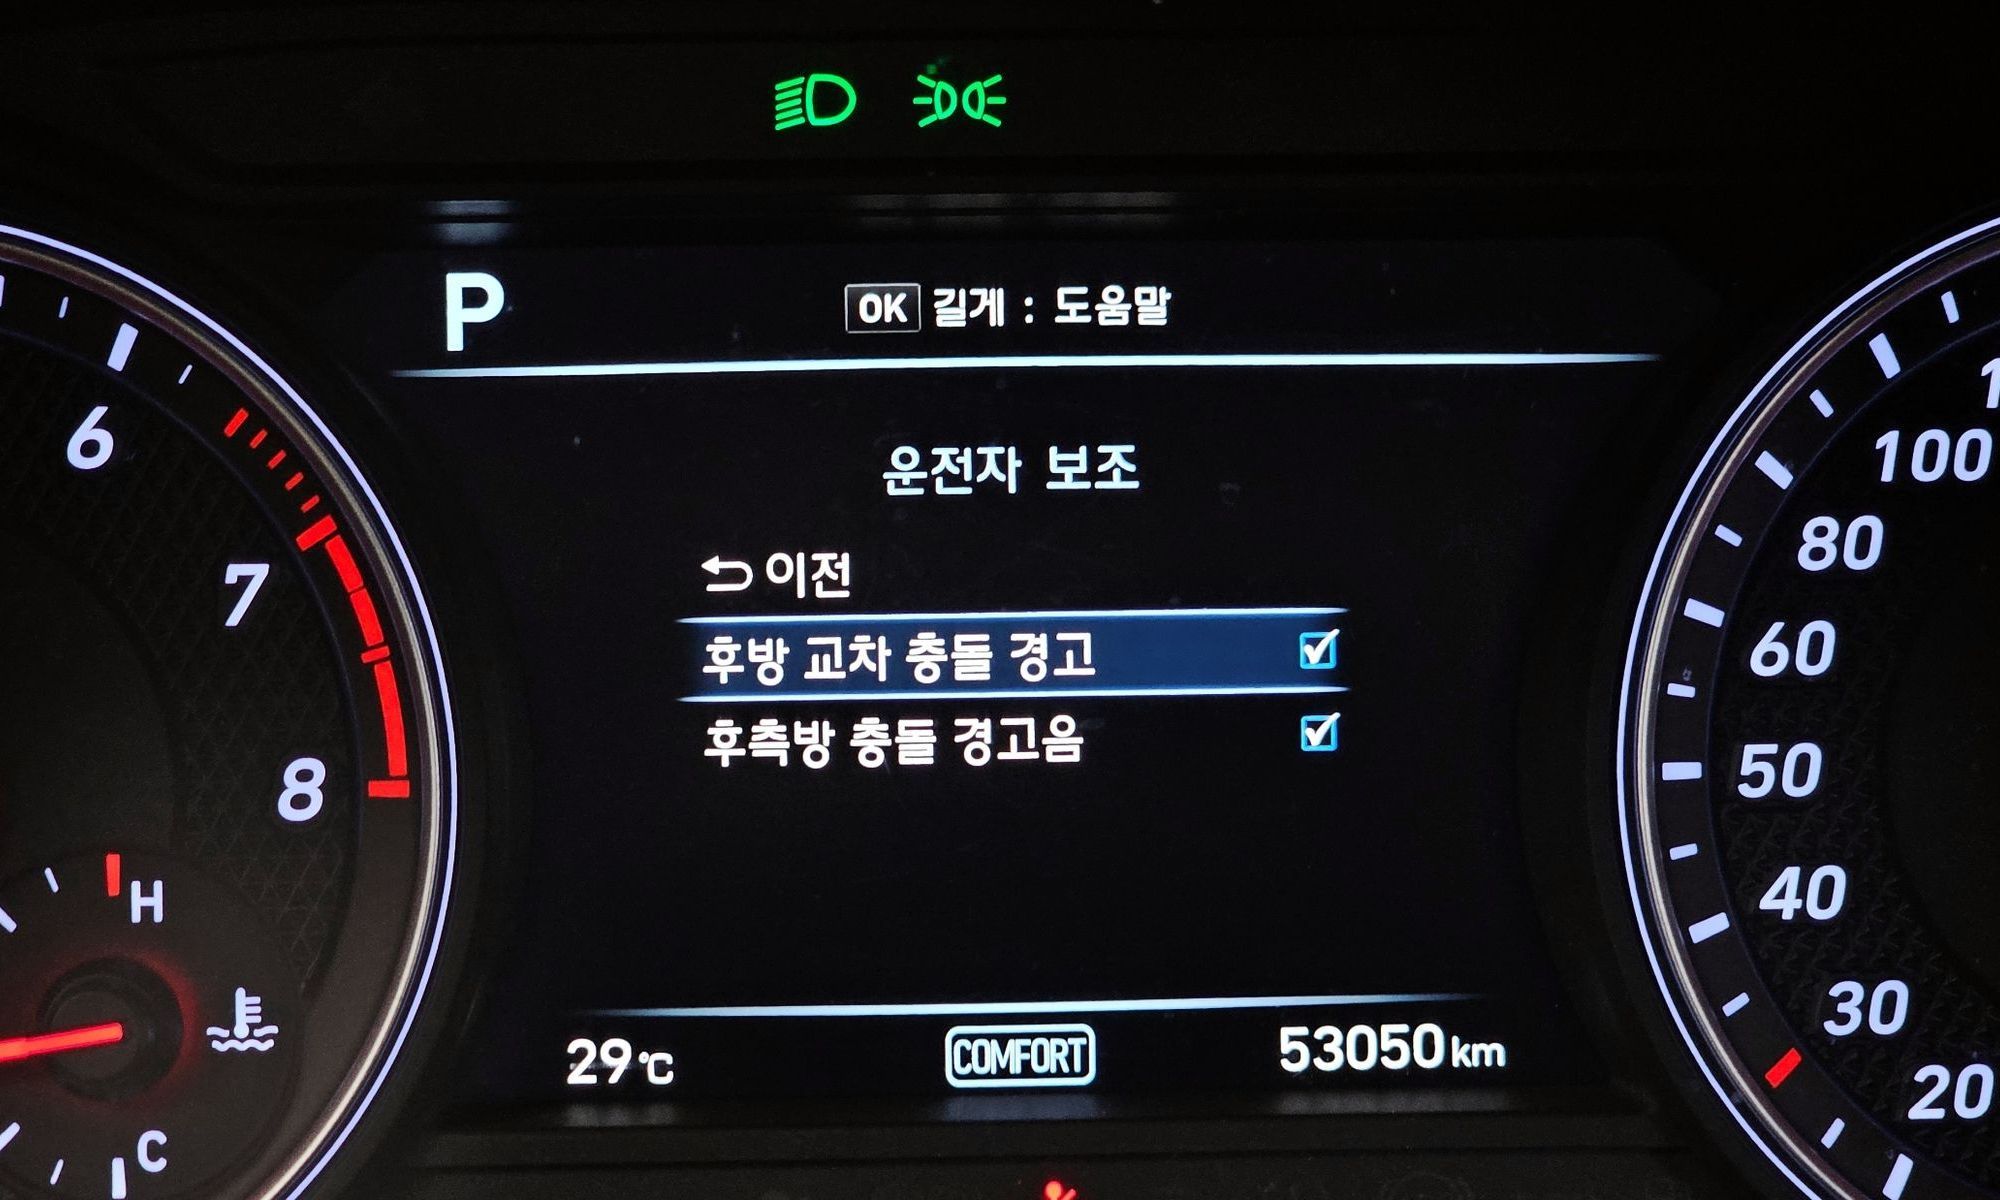 P
OK 길게 : 도움말
운전자 보조
이전
후방 교차 충돌 경고
후측방 충돌 경고음
29°C
COMFORT
53050 km
6
7
8
H
C
100
80
60
50
40
30
20